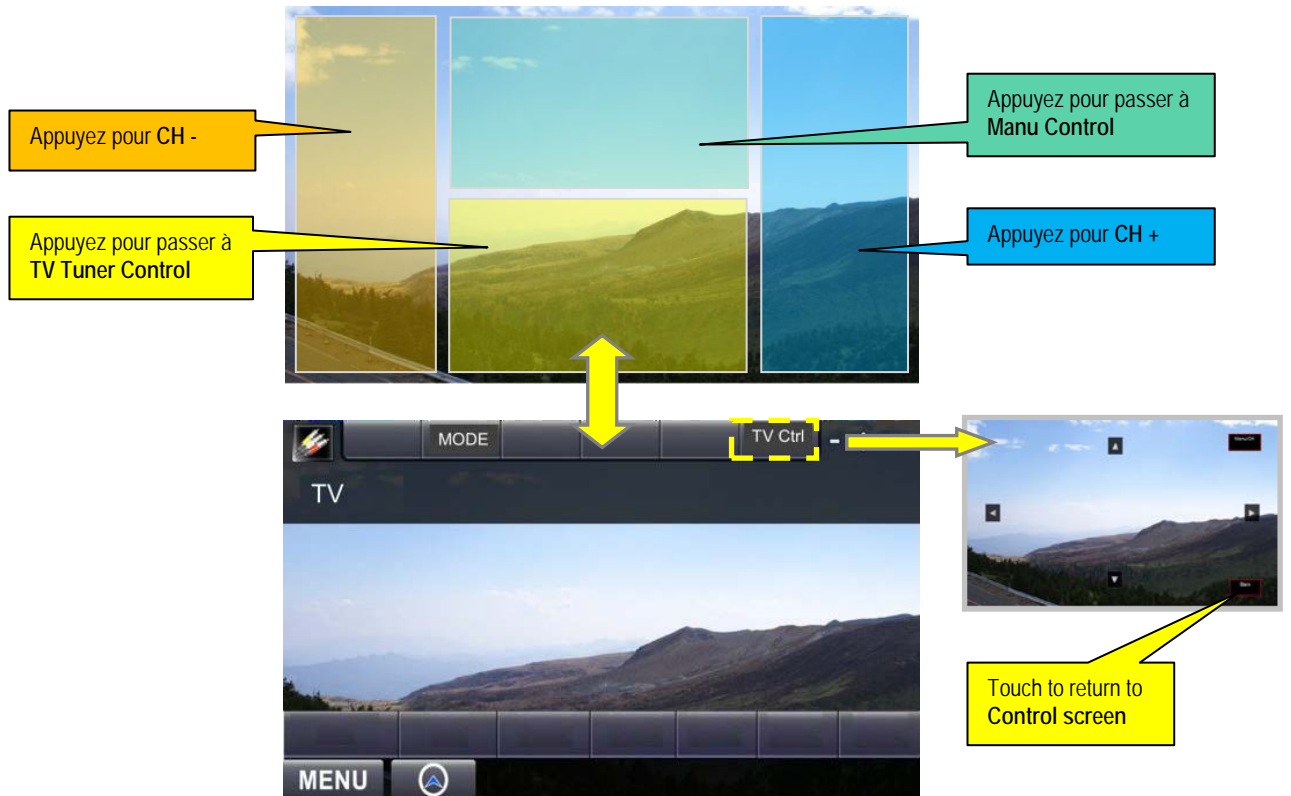 Appuyez pour CH -
Appuyez pour passer à
Manu Control
Appuyez pour passer à
TV Tuner Control
Appuyez pour CH +
MODE
TV Ctrl
-
TV
Touch to return to
Control screen
MENU